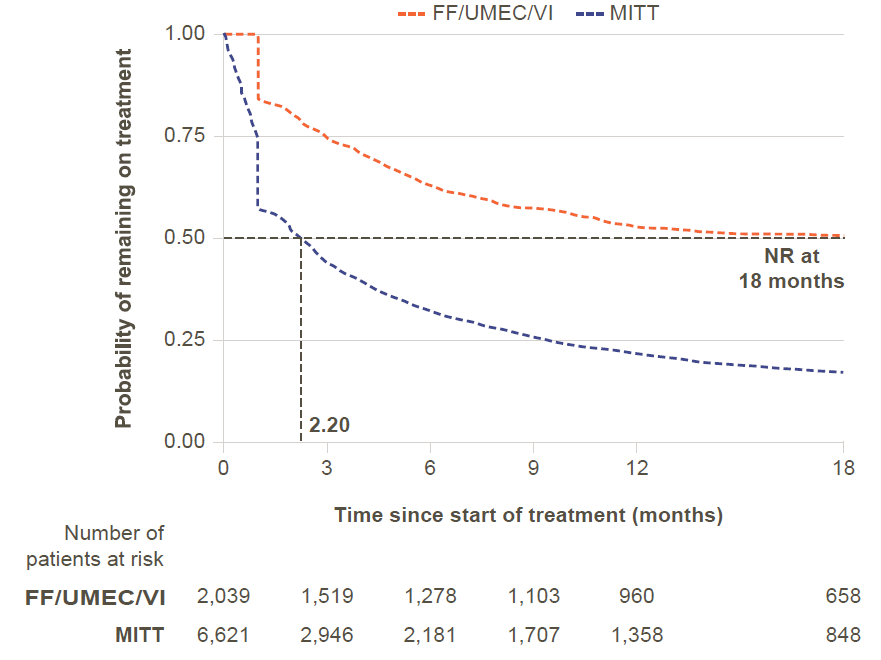 FF/UMEC/VI MITT
1.00
0.75
0.50
0.25
0.00
Probability of remaining on treatment
NR at
18 months
2.20
0 3 6 9 12 18
Time since start of treatment (months)
Number of
patients at risk
FF/UMEC/VI 2,039 1,519 1,278 1,103 960 658
MITT 6,621 2,946 2,181 1,707 1,358 848